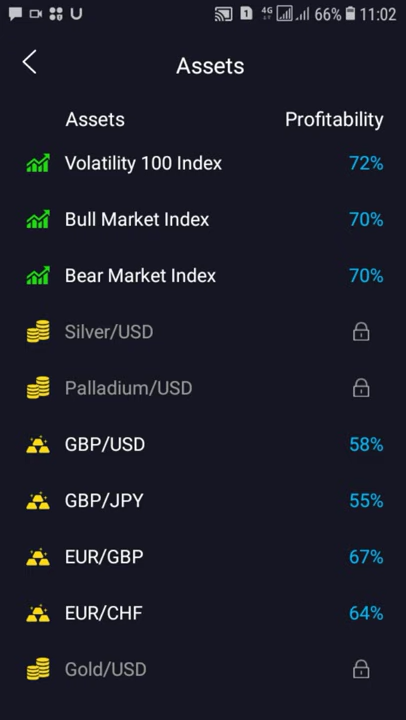 66% 11:02
Assets
Assets Profitability
Volatility 100 Index 72%
Bull Market Index 70%
Bear Market Index 70%
Silver/USD
Palladium/USD
GBP/USD 58%
GBP/JPY 55%
EUR/GBP 67%
EUR/CHF 64%
Gold/USD